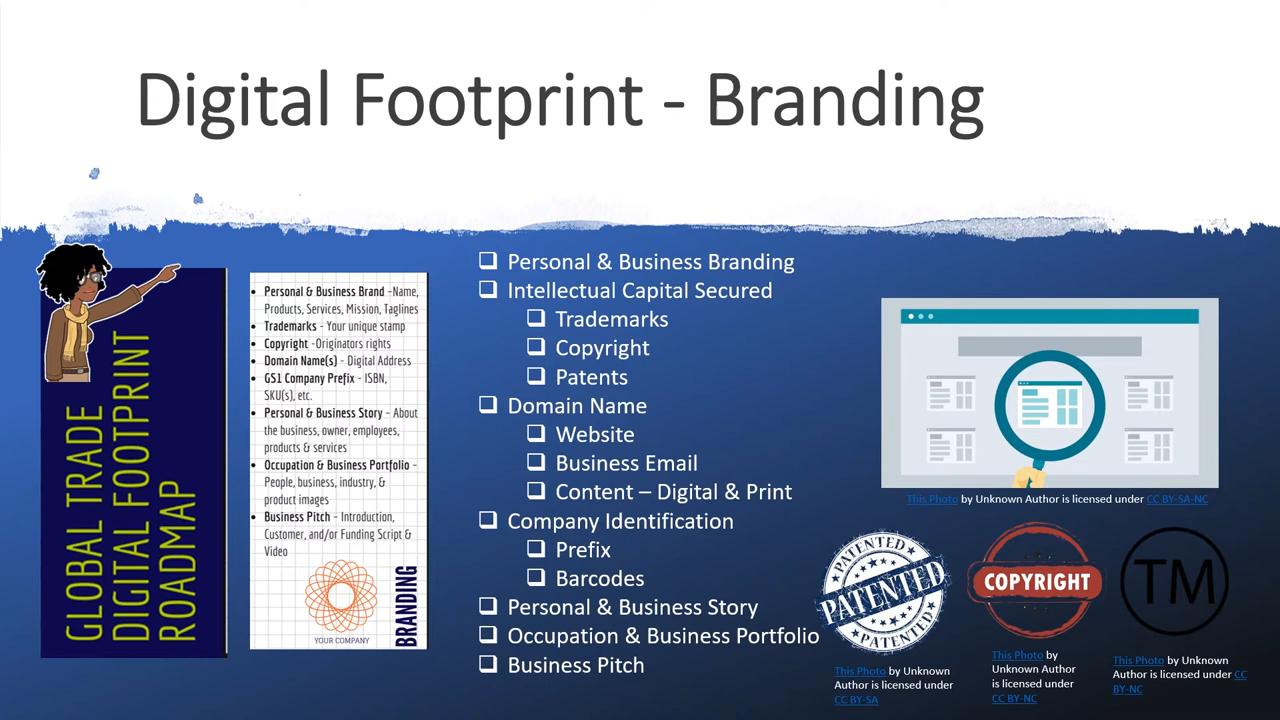 Digital Footprint - Branding
GLOBAL TRADE
DIGITAL FOOTPRINT
ROADMAP
• Personal & Business Brand –Name,
Products, Services, Mission, Taglines
• Trademarks - Your unique stamp
• Copyright -Originators rights
• Domain Name(s) - Digital Address
• GS1 Company Prefix - ISBN,
SKU(s), etc.
• Personal & Business Story - About
the business, owner, employees,
products & services
• Occupation & Business Portfolio -
People, business, industry, &
product images
• Business Pitch - Introduction,
Customer, and/or Funding Script &
Video
YOUR COMPANY
BRANDING
❑ Personal & Business Branding
❑ Intellectual Capital Secured
❑ Trademarks
❑ Copyright
❑ Patents
❑ Domain Name
❑ Website
❑ Business Email
❑ Content – Digital & Print
❑ Company Identification
❑ Prefix
❑ Barcodes
❑ Personal & Business Story
❑ Occupation & Business Portfolio
❑ Business Pitch
This Photo by Unknown Author is licensed under CC BY-SA-NC
PATENTED
PATENTED
PATENTED
This Photo by Unknown
Author is licensed under
CC BY-SA
COPYRIGHT
This Photo by
Unknown Author
is licensed under
CC BY-NC
TM
This Photo by Unknown
Author is licensed under CC
BY-NC